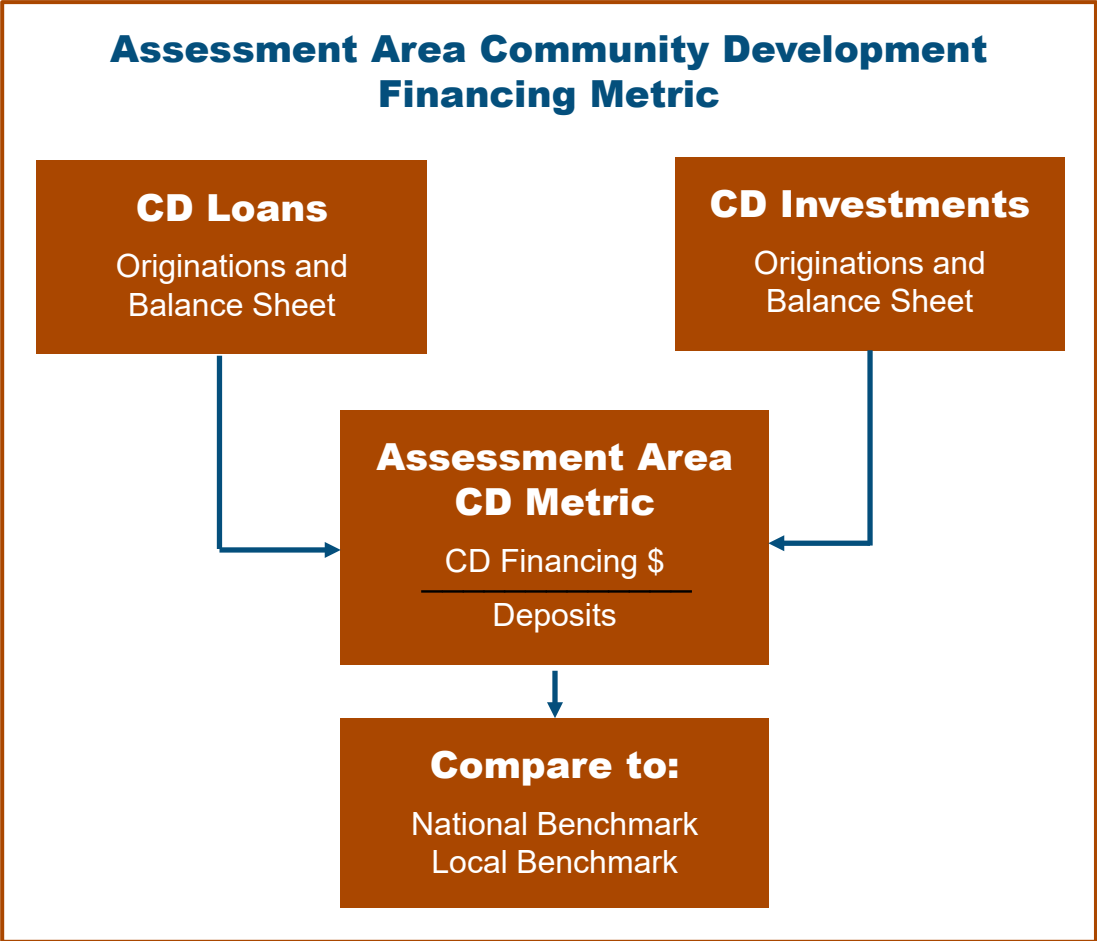 Assessment Area Community Development
Financing Metric
CD Loans
Originations and
Balance Sheet
CD Investments
Originations and
Balance Sheet
Assessment Area
CD Metric
CD Financing $
Deposits
Compare to:
National Benchmark
Local Benchmark